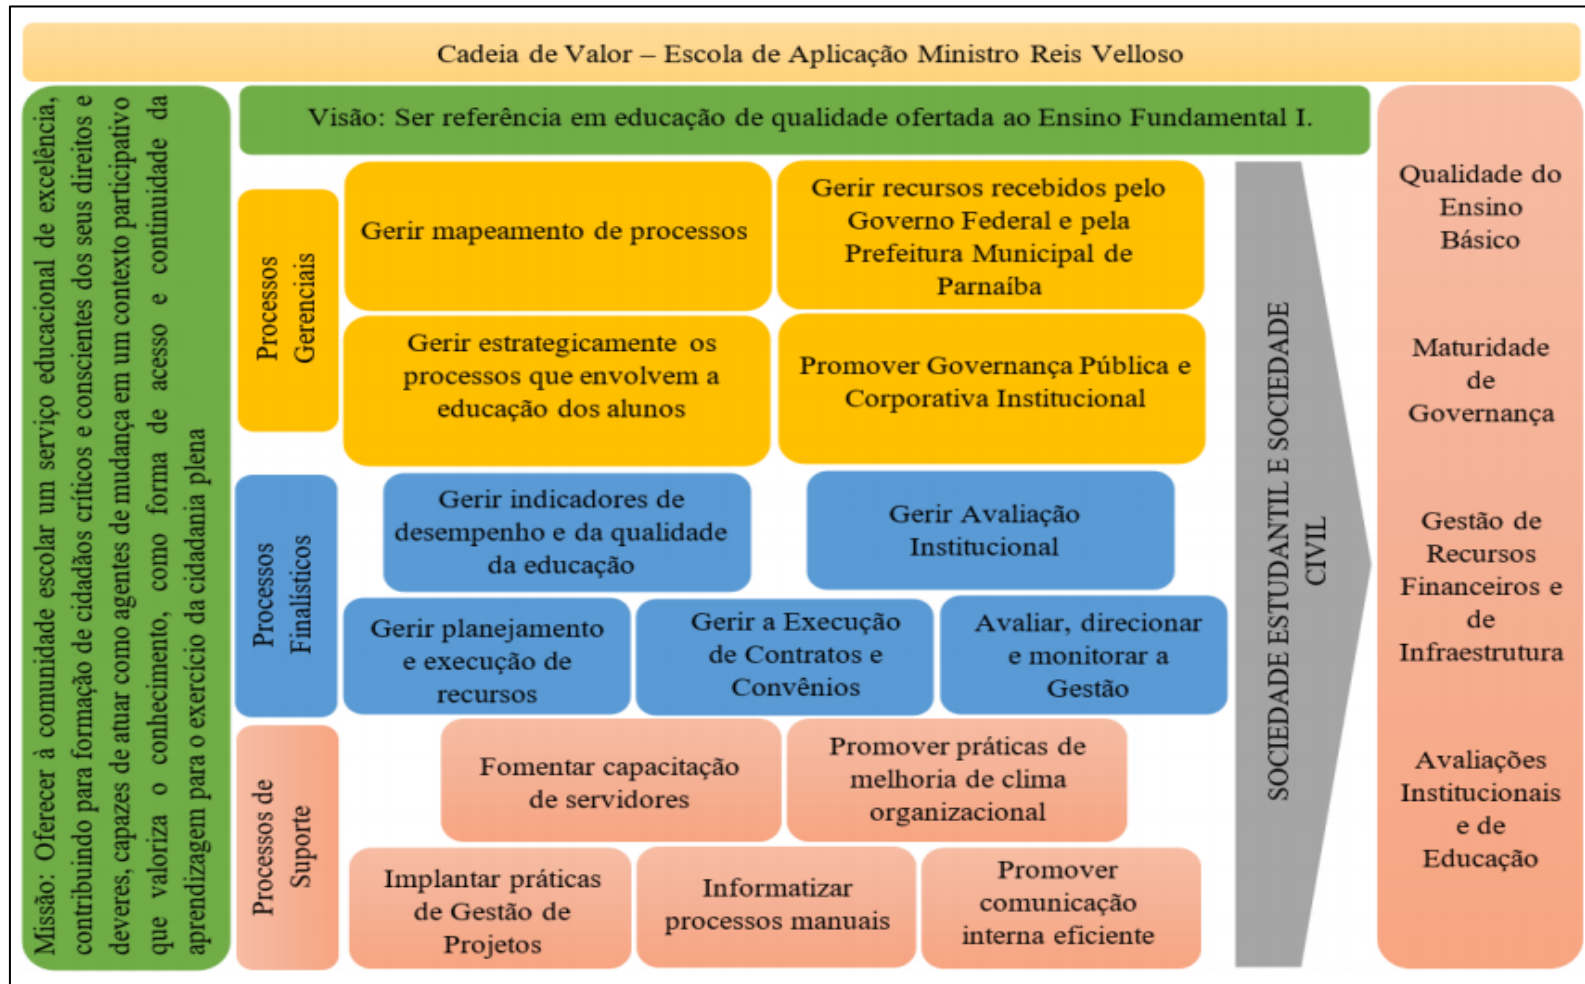 Cadeia de Valor – Escola de Aplicação Ministro Reis Velloso
Missão: Oferecer à comunidade escolar um serviço educacional de excelência,
contribuindo para formação de cidadãos críticos e conscientes dos seus direitos e
deveres, capazes de atuar como agentes de mudança em um contexto participativo
que valoriza o conhecimento, como forma de acesso e continuidade da
aprendizagem para o exercício da cidadania plena
Visão: Ser referência em educação de qualidade ofertada ao Ensino Fundamental I.
Processos
Gerenciais
Gerir mapeamento de processos
Gerir recursos recebidos pelo
Governo Federal e pela
Prefeitura Municipal de
Parnaíba
Gerir estrategicamente os
processos que envolvem a
educação dos alunos
Promover Governança Pública e
Corporativa Institucional
Processos
Finalísticos
Gerir indicadores de
desempenho e da qualidade
da educação
Gerir Avaliação
Institucional
Gerir planejamento
e execução de
recursos
Gerir a Execução
de Contratos e
Convênios
Avaliar, direcionar
e monitorar a
Gestão
Processos de
Suporte
Fomentar capacitação
de servidores
Promover práticas de
melhoria de clima
organizacional
Implantar práticas
de Gestão de
Projetos
Informatizar
processos manuais
Promover
comunicação
interna eficiente
SOCIEDADE ESTUDANTIL E SOCIEDADE
CIVIL
Qualidade do
Ensino
Básico
Maturidade
de
Governança
Gestão de
Recursos
Financeiros e
de
Infraestrutura
Avaliações
Institucionais
e de
Educação